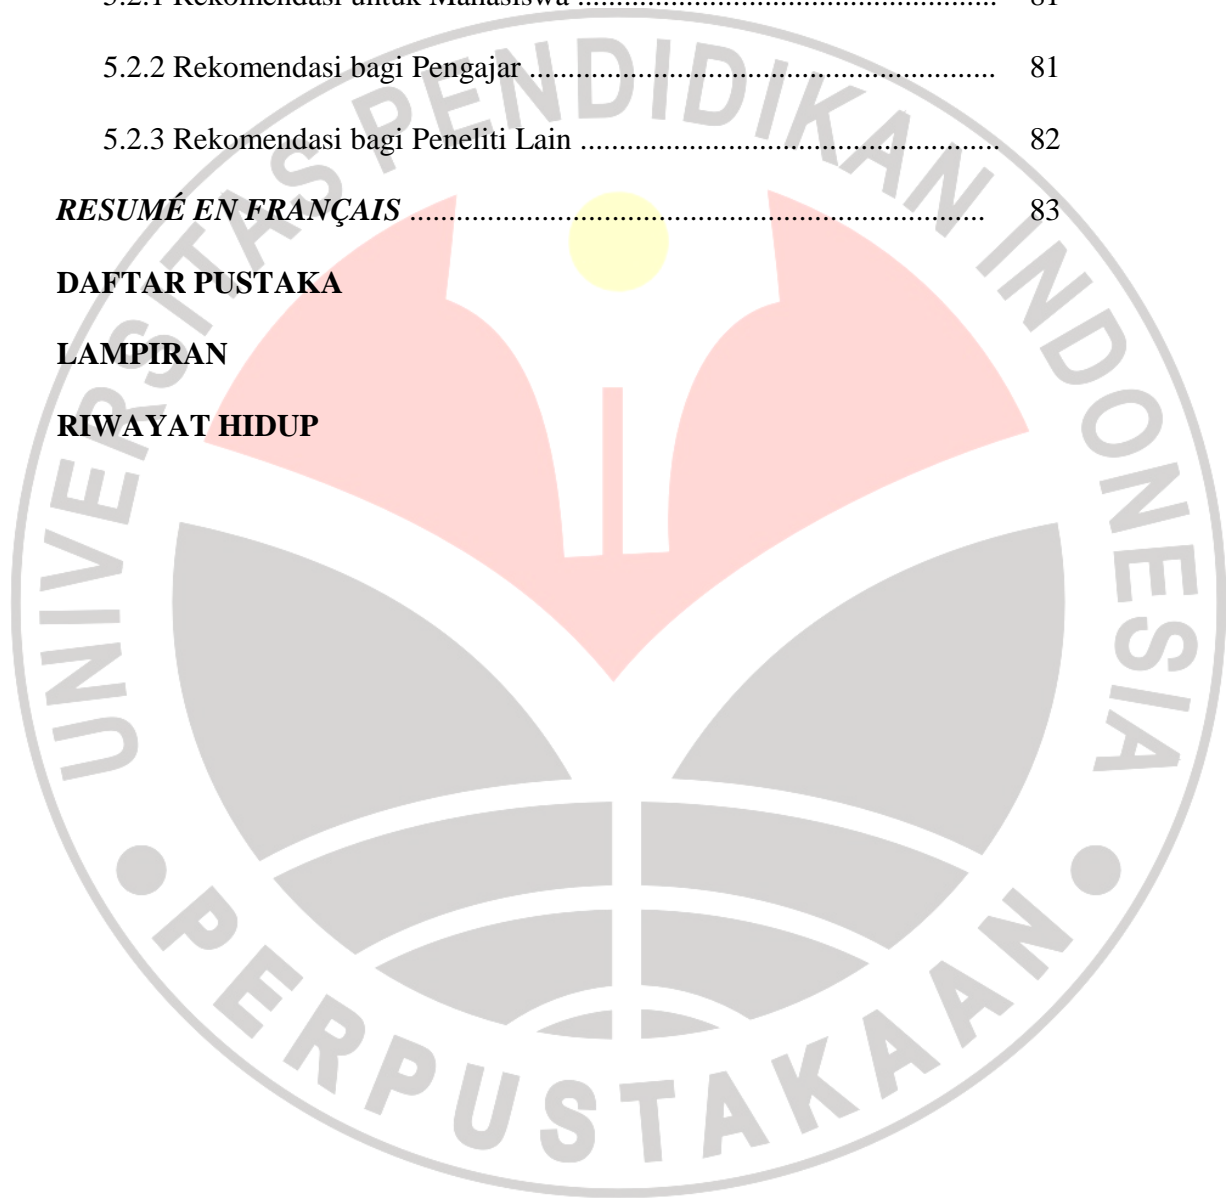 5.2.1 Rekomendasi untuk Mahasiswa ...................................................... 81
5.2.2 Rekomendasi bagi Pengajar ............................................................ 81
5.2.3 Rekomendasi bagi Peneliti Lain ...................................................... 82
RESUMÉ EN FRANÇAIS .......................................................................... 83
DAFTAR PUSTAKA
LAMPIRAN
RIWAYAT HIDUP
UNIVERSITAS PENDIDIKAN INDONESIA
PERPUSTAKAAN